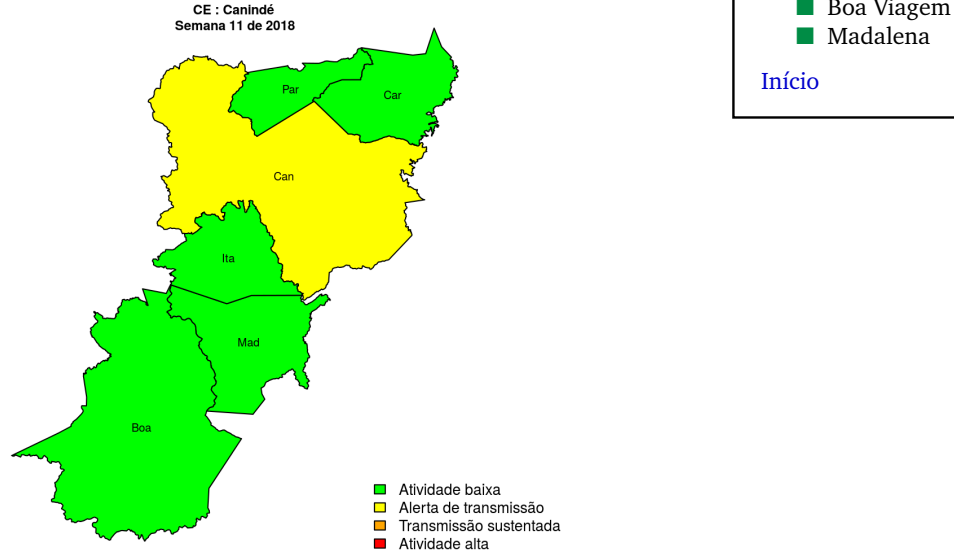 CE : Canindé
Semana 11 de 2018
Par
Car
Can
Ita
Mad
Boa
Atividade baixa
Alerta de transmissão
Transmissão sustentada
Atividade alta
Boa Viagem
Madalena
Início